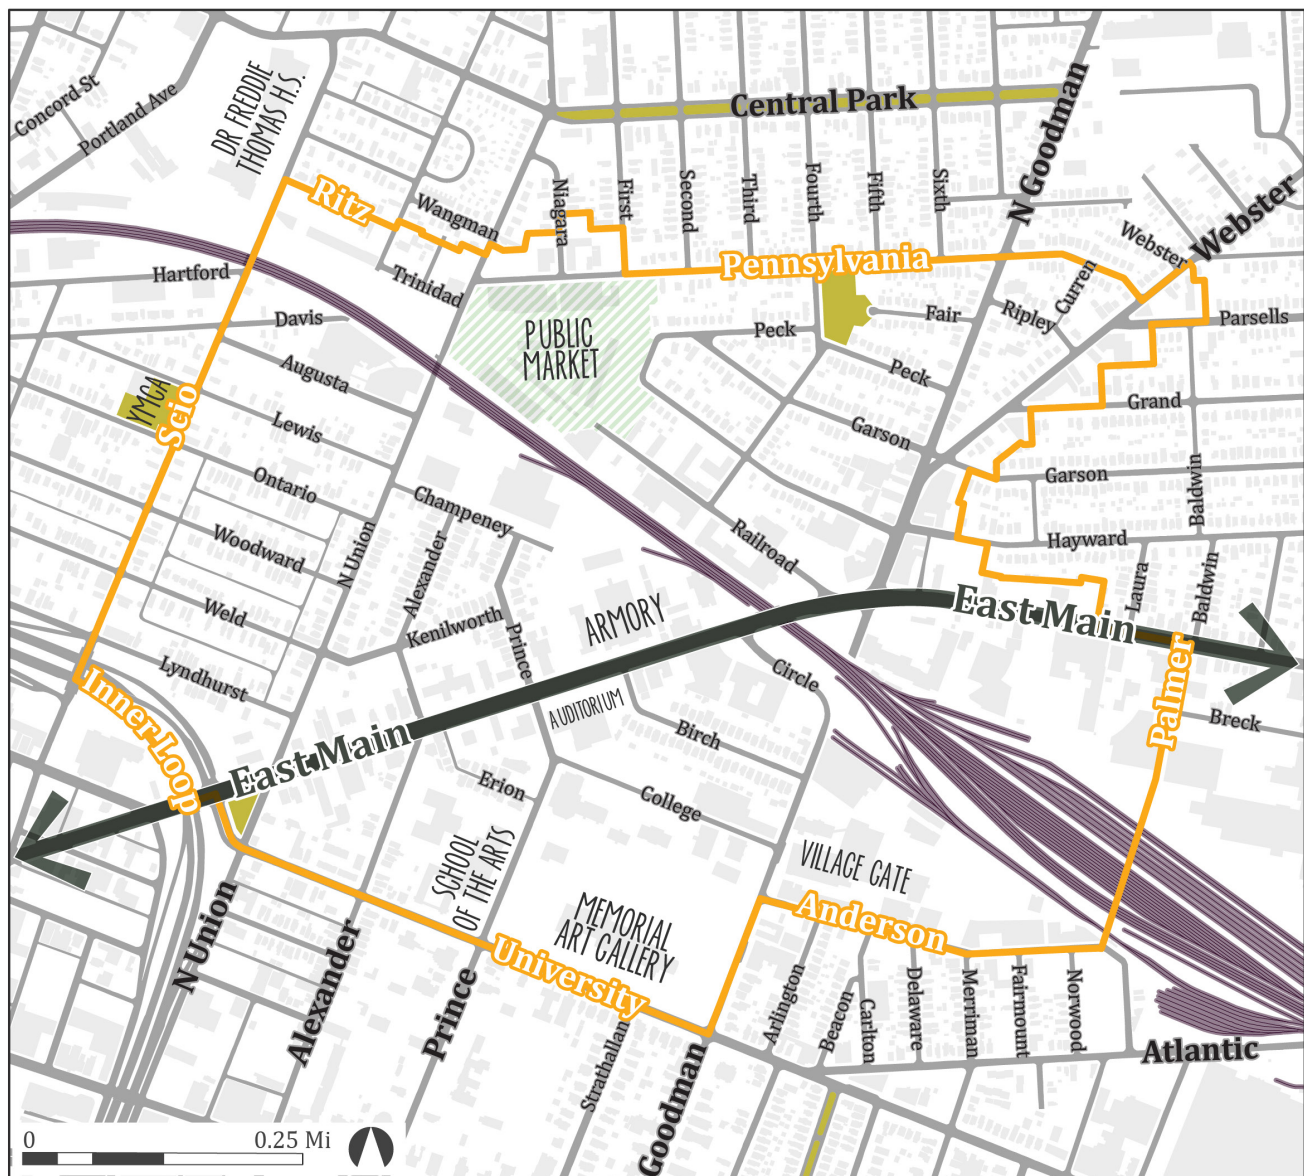 Concord St
Portland Ave
DR FREDDIE
THOMAS H.S.
Central Park
N Goodman
Ritz
Wangman
Niagara
First
Second
Third
Fourth
Fifth
Sixth
Webster
Webster
Hartford
Trinidad
Pennsylvania
Curren
Ripley
Fair
Parsells
Davis
PUBLIC
MARKET
Peck
Peck
Augusta
YMCA
Scio
Lewis
Grand
Garson
Garson
Ontario
Champeney
Baldwin
Woodward
N Union
Alexander
Railroad
Hayward
Laura
Baldwin
Weld
Kenilworth
Prince
ARMORY
East Main
Lyndhurst
Circle
Palmer
Inner Loop
AUDITORIUM
Birch
Breck
East Main
Erion
College
SCHOOL
OF THE ARTS
VILLAGE GATE
MEMORIAL
ART GALLERY
Anderson
N Union
Alexander
Prince
University
Strathallan
Goodman
Arlington
Beacon
Carlton
Delaware
Merriman
Fairmount
Norwood
Atlantic
0
0.25 Mi